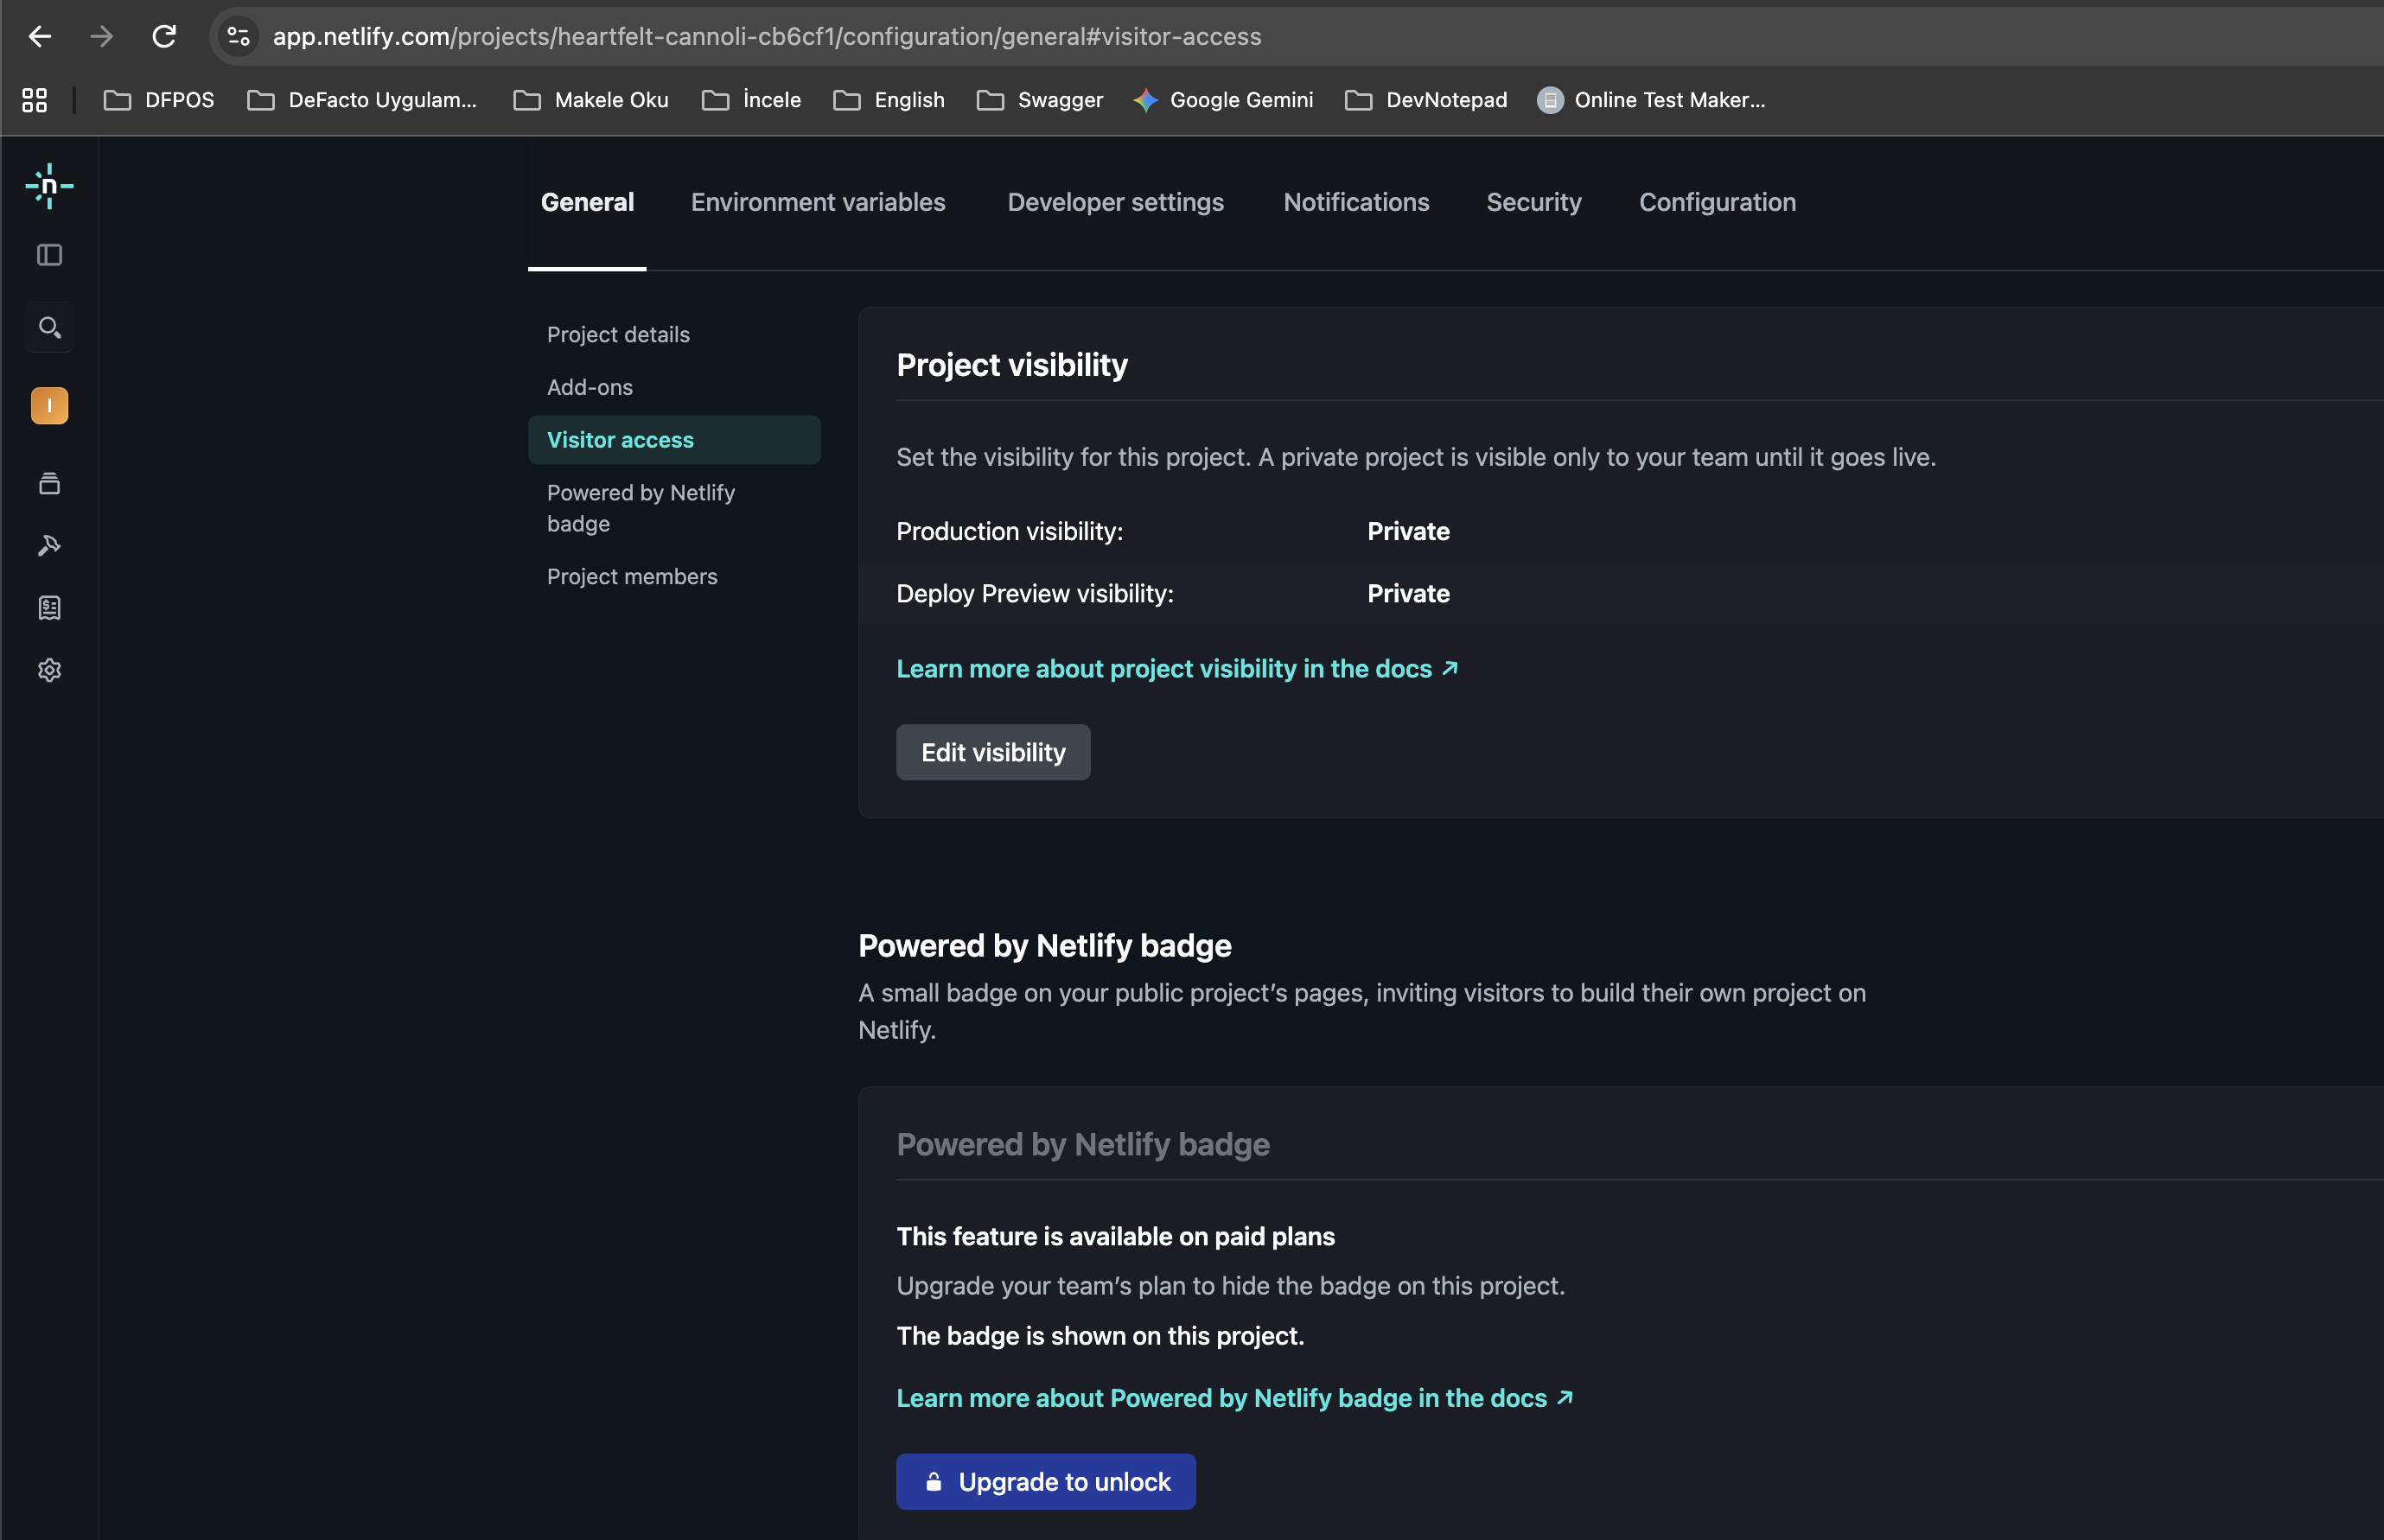 app.netlify.com/projects/heartfelt-cannoli-cb6cf1/configuration/general#visitor-access
DFPOS
DeFacto Uygulam...
Makele Oku
İncele
English
Swagger
Google Gemini
DevNotepad
Online Test Maker...
n
I
General
Environment variables
Developer settings
Notifications
Security
Configuration
Project details
Add-ons
Visitor access
Powered by Netlify
badge
Project members
Project visibility
Set the visibility for this project. A private project is visible only to your team until it goes live.
Production visibility: Private
Deploy Preview visibility: Private
Learn more about project visibility in the docs ↗
Edit visibility
Powered by Netlify badge
A small badge on your public project’s pages, inviting visitors to build their own project on
Netlify.
Powered by Netlify badge
This feature is available on paid plans
Upgrade your team’s plan to hide the badge on this project.
The badge is shown on this project.
Learn more about Powered by Netlify badge in the docs ↗
Upgrade to unlock